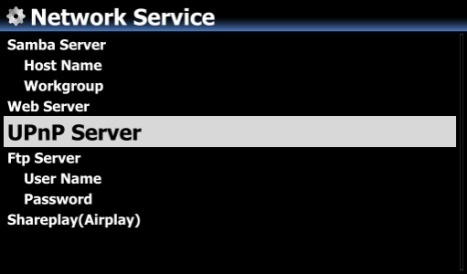 Network Service
Samba Server
Host Name
Workgroup
Web Server
UPnP Server
Ftp Server
User Name
Password
Shareplay(Airplay)